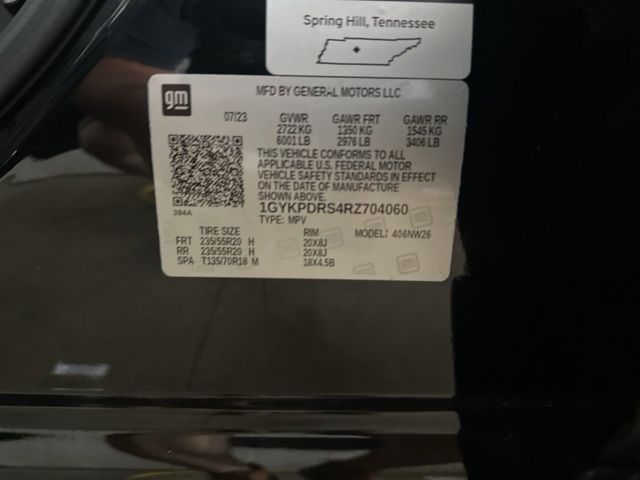 Spring Hill, Tennessee
gm
MFD BY GENERAL MOTORS LLC
07/23 GVWR GAWR FRT GAWR RR
2722 KG 1350 KG 1545 KG
6001 LB 2976 LB 3406 LB
THIS VEHICLE CONFORMS TO ALL
APPLICABLE U.S. FEDERAL MOTOR
VEHICLE SAFETY STANDARDS IN EFFECT
ON THE DATE OF MANUFACTURE
SHOWN ABOVE.
1GYKPDRS4RZ704060
384A TYPE: MPV
TIRE SIZE RIM MODEL: 406NW26
FRT 235/55R20 H 20X8J
RR 235/55R20 H 20X8J
SPA T135/70R18 M 18X4.5B